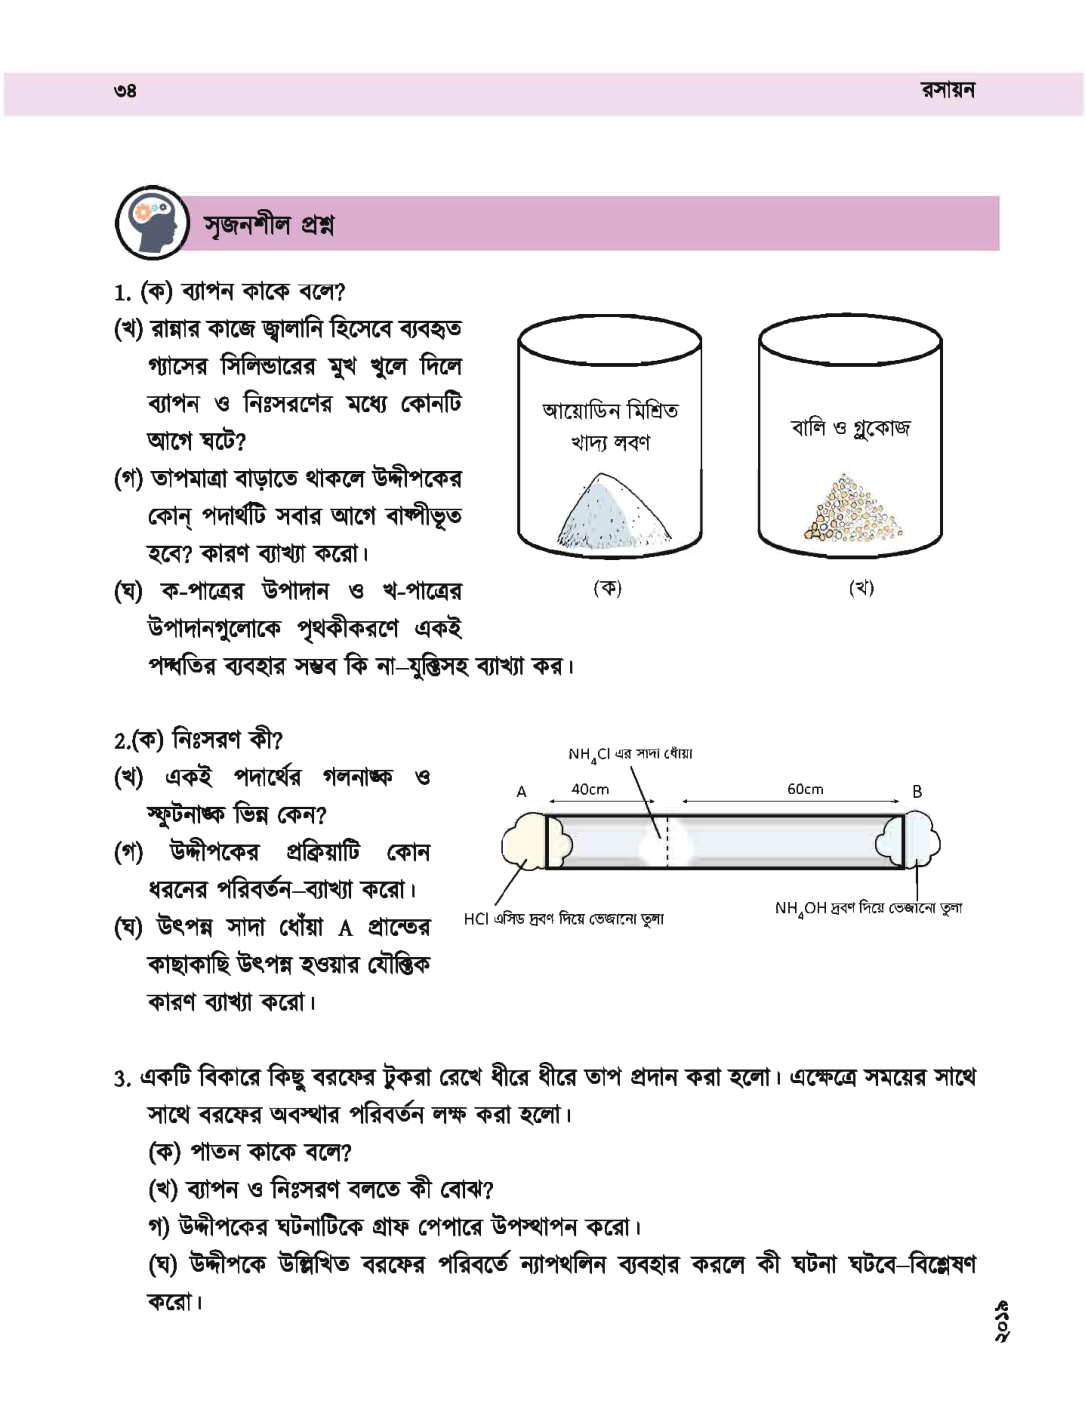 ৩৪
রসায়ন
সৃজনশীল প্রশ্ন
1. (ক) ব্যাপন কাকে বলে?
(খ) রান্নার কাজে জ্বালানি হিসেবে ব্যবহৃত
গ্যাসের সিলিন্ডারের মুখ খুলে দিলে
ব্যাপন ও নিঃসরণের মধ্যে কোনটি
আগে ঘটে?
(গ) তাপমাত্রা বাড়াতে থাকলে উদ্দীপকের
কোন্ পদার্থটি সবার আগে বাষ্পীভূত
হবে? কারণ ব্যাখ্যা করো।
(ঘ) ক-পাত্রের উপাদান ও খ-পাত্রের
উপাদানগুলোকে পৃথকীকরণে একই
পদ্ধতির ব্যবহার সম্ভব কি না–যুক্তিসহ ব্যাখ্যা কর।
আয়োডিন মিশ্রিত
খাদ্য লবণ
(ক)
বালি ও গ্লুকোজ
(খ)
2.(ক) নিঃসরণ কী?
(খ) একই পদার্থের গলনাঙ্ক ও
স্ফুটনাঙ্ক ভিন্ন কেন?
(গ) উদ্দীপকের প্রক্রিয়াটি কোন
ধরনের পরিবর্তন–ব্যাখ্যা করো।
(ঘ) উৎপন্ন সাদা ধোঁয়া A প্রান্তের
কাছাকাছি উৎপন্ন হওয়ার যৌক্তিক
কারণ ব্যাখ্যা করো।
NH₄Cl এর সাদা ধোঁয়া
A 40cm 60cm B
HCl এসিড দ্রবণ দিয়ে ভেজানো তুলা
NH₄OH দ্রবণ দিয়ে ভেজানো তুলা
3. একটি বিকারে কিছু বরফের টুকরা রেখে ধীরে ধীরে তাপ প্রদান করা হলো। এক্ষেত্রে সময়ের সাথে
সাথে বরফের অবস্থার পরিবর্তন লক্ষ করা হলো।
(ক) পাতন কাকে বলে?
(খ) ব্যাপন ও নিঃসরণ বলতে কী বোঝ?
গ) উদ্দীপকের ঘটনাটিকে গ্রাফ পেপারে উপস্থাপন করো।
(ঘ) উদ্দীপকে উল্লিখিত বরফের পরিবর্তে ন্যাপথলিন ব্যবহার করলে কী ঘটনা ঘটবে–বিশ্লেষণ
করো।
২০১৯